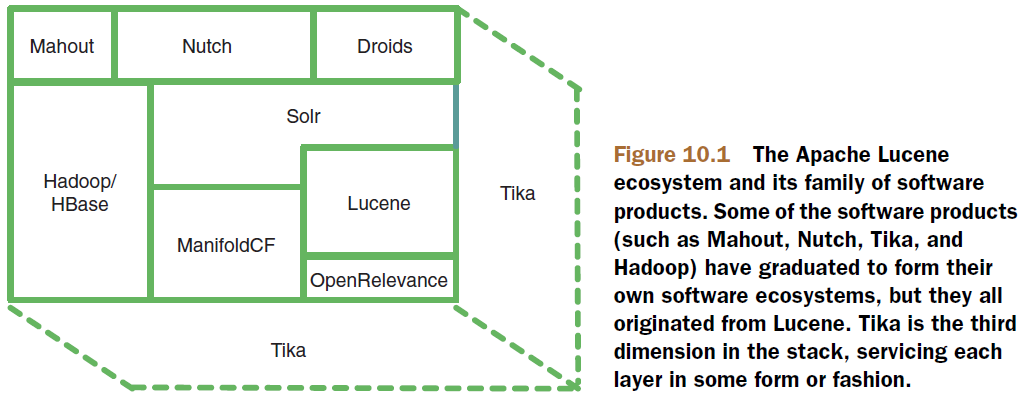 Mahout
Nutch
Droids
Solr
Hadoop/
HBase
Lucene
Tika
ManifoldCF
OpenRelevance
Tika
Figure 10.1 The Apache Lucene
ecosystem and its family of software
products. Some of the software products
(such as Mahout, Nutch, Tika, and
Hadoop) have graduated to form their
own software ecosystems, but they all
originated from Lucene. Tika is the third
dimension in the stack, servicing each
layer in some form or fashion.